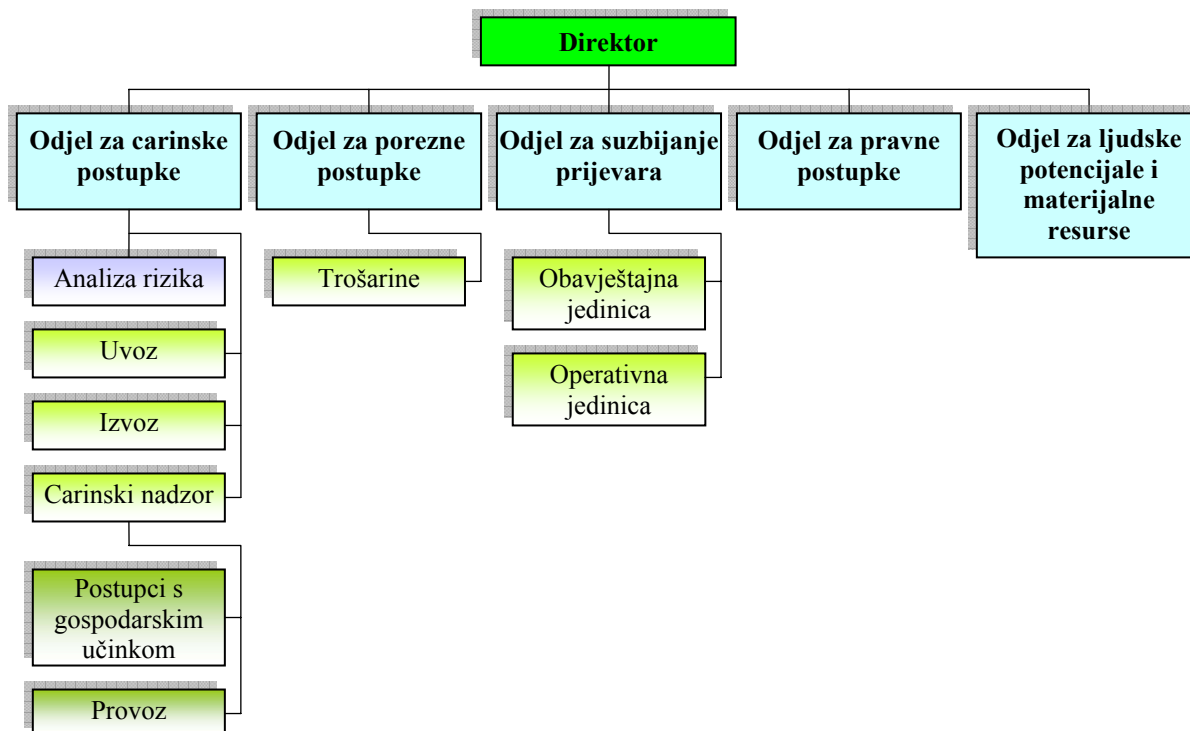 Direktor
Odjel za carinske
postupke
Odjel za porezne
postupke
Odjel za suzbijanje
prijevara
Odjel za pravne
postupke
Odjel za ljudske
potencijale i
materijalne
resurse
Analiza rizika
Uvoz
Izvoz
Carinski nadzor
Postupci s
gospodarskim
učinkom
Provoz
Trošarine
Obavještajna
jedinica
Operativna
jedinica